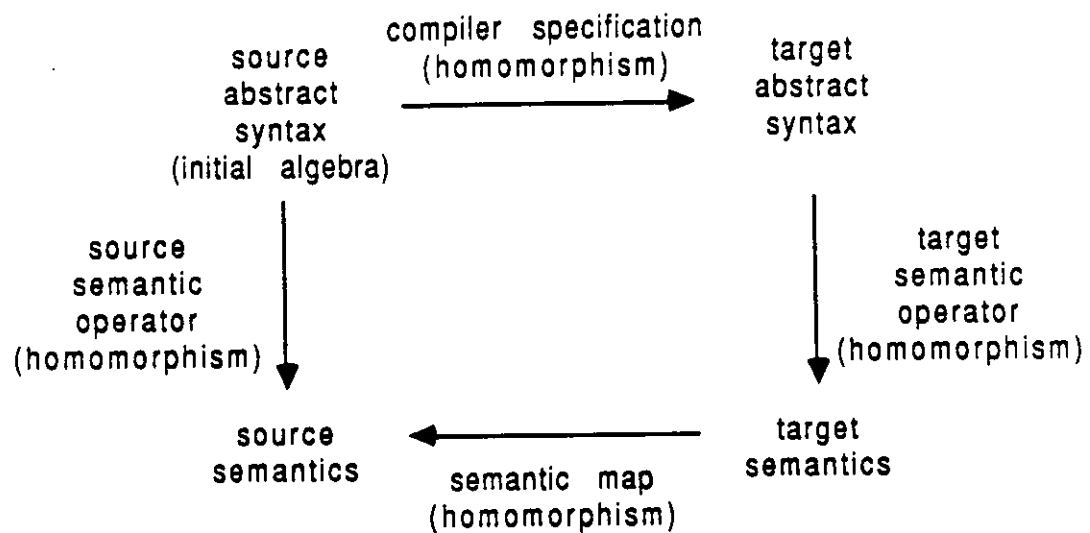 compiler specification
(homomorphism)
source
abstract
syntax
(initial algebra)
target
abstract
syntax
source
semantic
operator
(homomorphism)
target
semantic
operator
(homomorphism)
source
semantics
target
semantics
semantic map
(homomorphism)